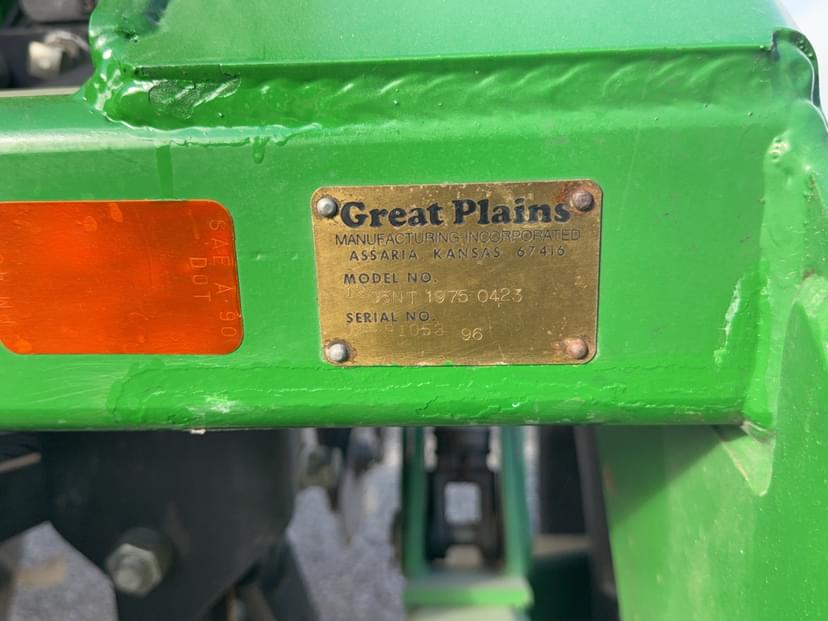 SAE-A-90
DOT
Great Plains
MANUFACTURING, INCORPORATED
ASSARIA, KANSAS 67416
MODEL NO.
1975 0423
SERIAL NO.
96